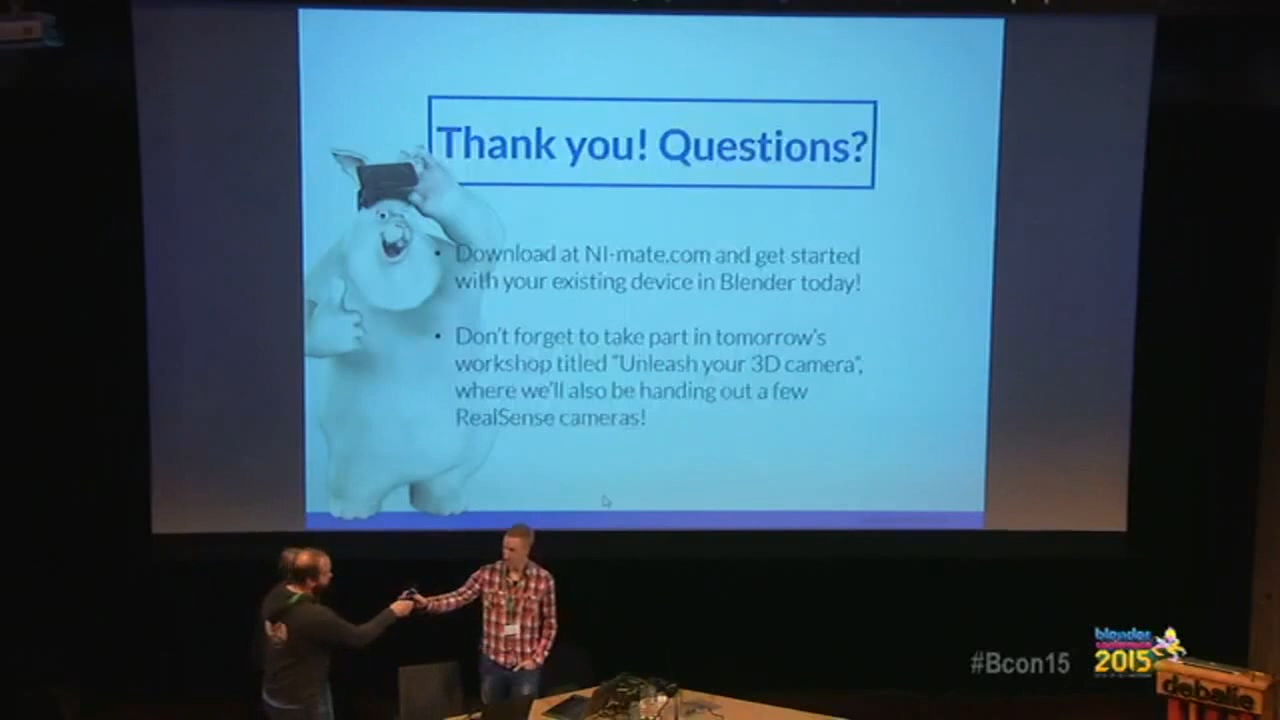 Thank you! Questions?
• Download at NI-mate.com and get started
with your existing device in Blender today!
• Don't forget to take part in tomorrow's
workshop titled "Unleash your 3D camera",
where we'll also be handing out a few
RealSense cameras!
#Bcon15
blender
conference
2015
debalie